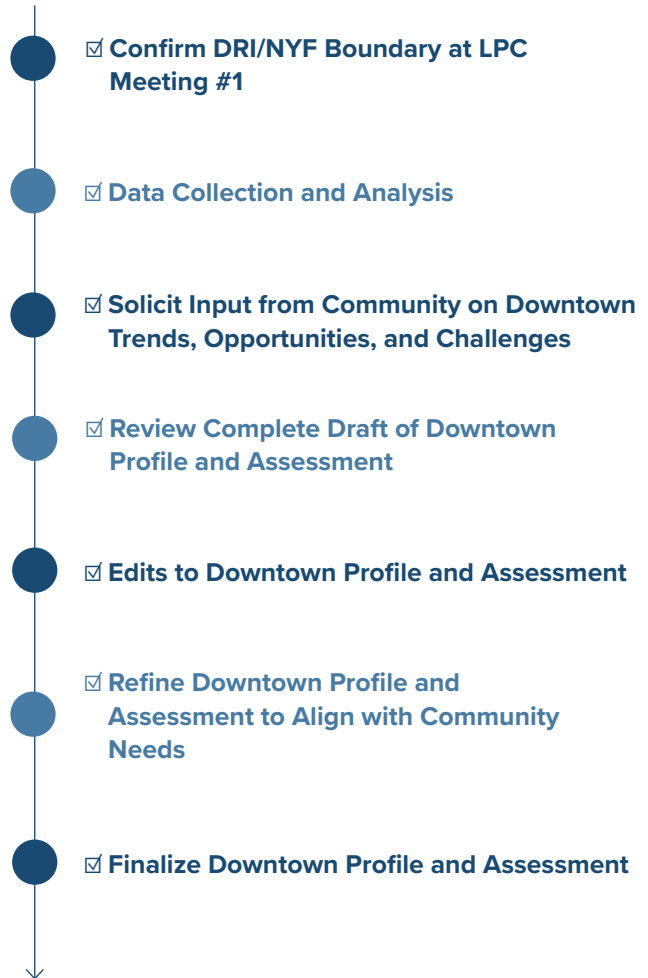 ☑ Confirm DRI/NYF Boundary at LPC
Meeting #1
☑ Data Collection and Analysis
☑ Solicit Input from Community on Downtown
Trends, Opportunities, and Challenges
☑ Review Complete Draft of Downtown
Profile and Assessment
☑ Edits to Downtown Profile and Assessment
☑ Refine Downtown Profile and
Assessment to Align with Community
Needs
☑ Finalize Downtown Profile and Assessment